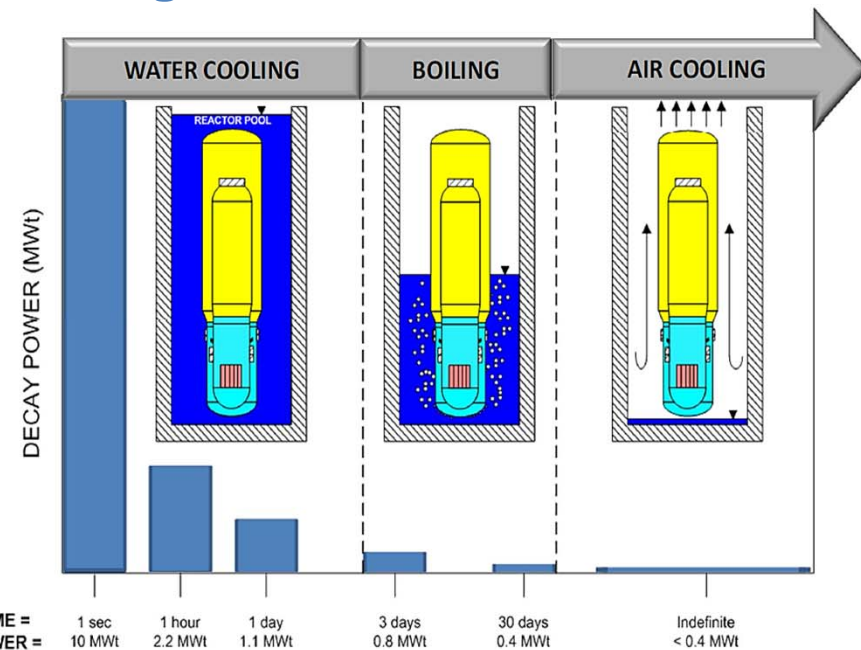 WATER COOLING
BOILING
AIR COOLING
REACTOR POOL
DECAY POWER (MWt)
1 sec 1 hour 1 day 3 days 30 days Indefinite
10 MWt 2.2 MWt 1.1 MWt 0.8 MWt 0.4 MWt < 0.4 MWt